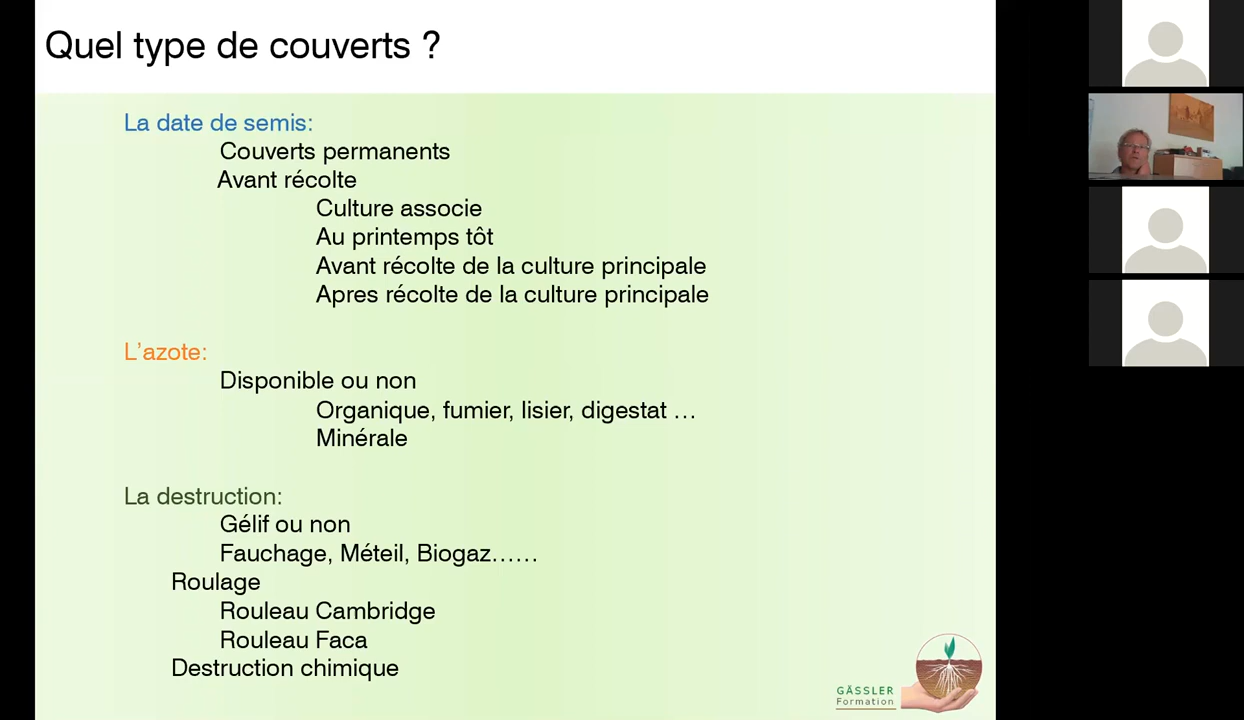 Quel type de couverts ?
La date de semis:
Couverts permanents
Avant récolte
Culture associe
Au printemps tôt
Avant récolte de la culture principale
Apres récolte de la culture principale
L’azote:
Disponible ou non
Organique, fumier, lisier, digestat …
Minérale
La destruction:
Gélif ou non
Fauchage, Méteil, Biogaz……
Roulage
Rouleau Cambridge
Rouleau Faca
Destruction chimique
GÄSSLER
Formation